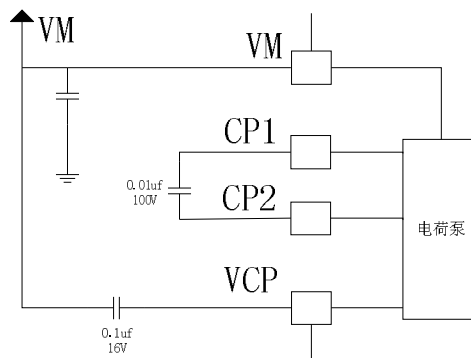 VM
VM
CP1
0.01uf
100V
CP2
电荷泵
VCP
0.1uf
16V